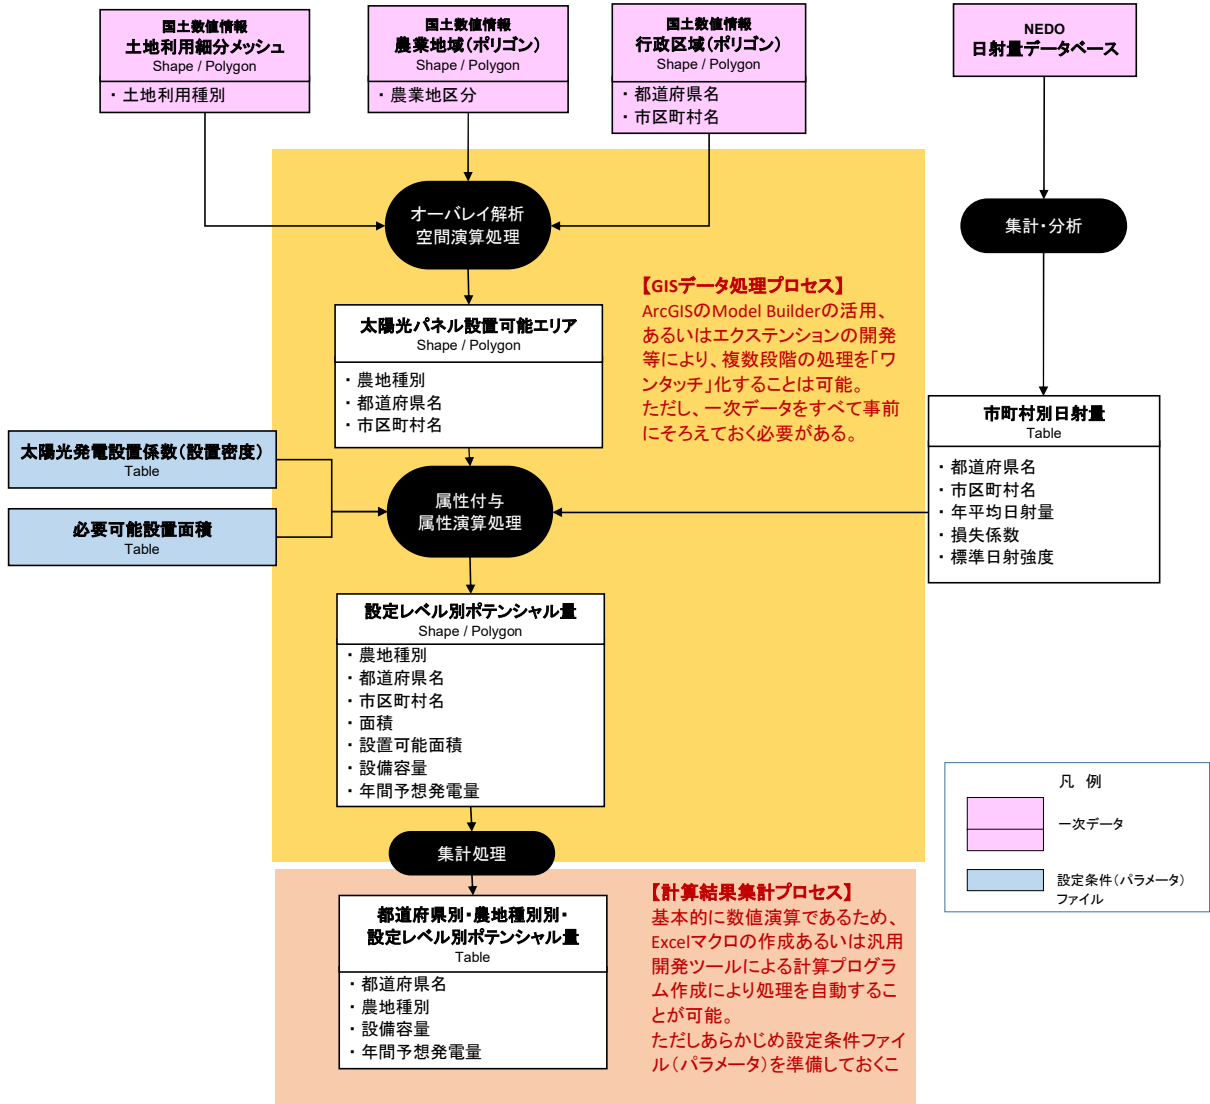 国土数値情報
土地利用細分メッシュ
Shape / Polygon
・ 土地利用種別
国土数値情報
農業地域（ポリゴン）
Shape / Polygon
・ 農業地区分
国土数値情報
行政区域（ポリゴン）
Shape / Polygon
・ 都道府県名
・ 市区町村名
NEDO
日射量データベース
オーバレイ解析
空間演算処理
集計・分析
【GISデータ処理プロセス】
ArcGISのModel Builderの活用、
あるいはエクステンションの開発
等により、複数段階の処理を「ワ
ンタッチ」化することは可能。
ただし、一次データをすべて事前
にそろえておく必要がある。
太陽光パネル設置可能エリア
Shape / Polygon
・ 農地種別
・ 都道府県名
・ 市区町村名
市町村別日射量
Table
・ 都道府県名
・ 市区町村名
・ 年平均日射量
・ 損失係数
・ 標準日射強度
太陽光発電設置係数（設置密度）
Table
必要可能設置面積
Table
属性付与
属性演算処理
設定レベル別ポテンシャル量
Shape / Polygon
・ 農地種別
・ 都道府県名
・ 市区町村名
・ 面積
・ 設置可能面積
・ 設備容量
・ 年間予想発電量
集計処理
凡 例
一次データ
設定条件（パラメータ）
ファイル
都道府県別・農地種別別・
設定レベル別ポテンシャル量
Table
・ 都道府県名
・ 農地種別
・ 設備容量
・ 年間予想発電量
【計算結果集計プロセス】
基本的に数値演算であるため、
Excelマクロの作成あるいは汎用
開発ツールによる計算プログラ
ム作成により処理を自動するこ
とが可能。
ただしあらかじめ設定条件ファイ
ル（パラメータ）を準備しておくこ